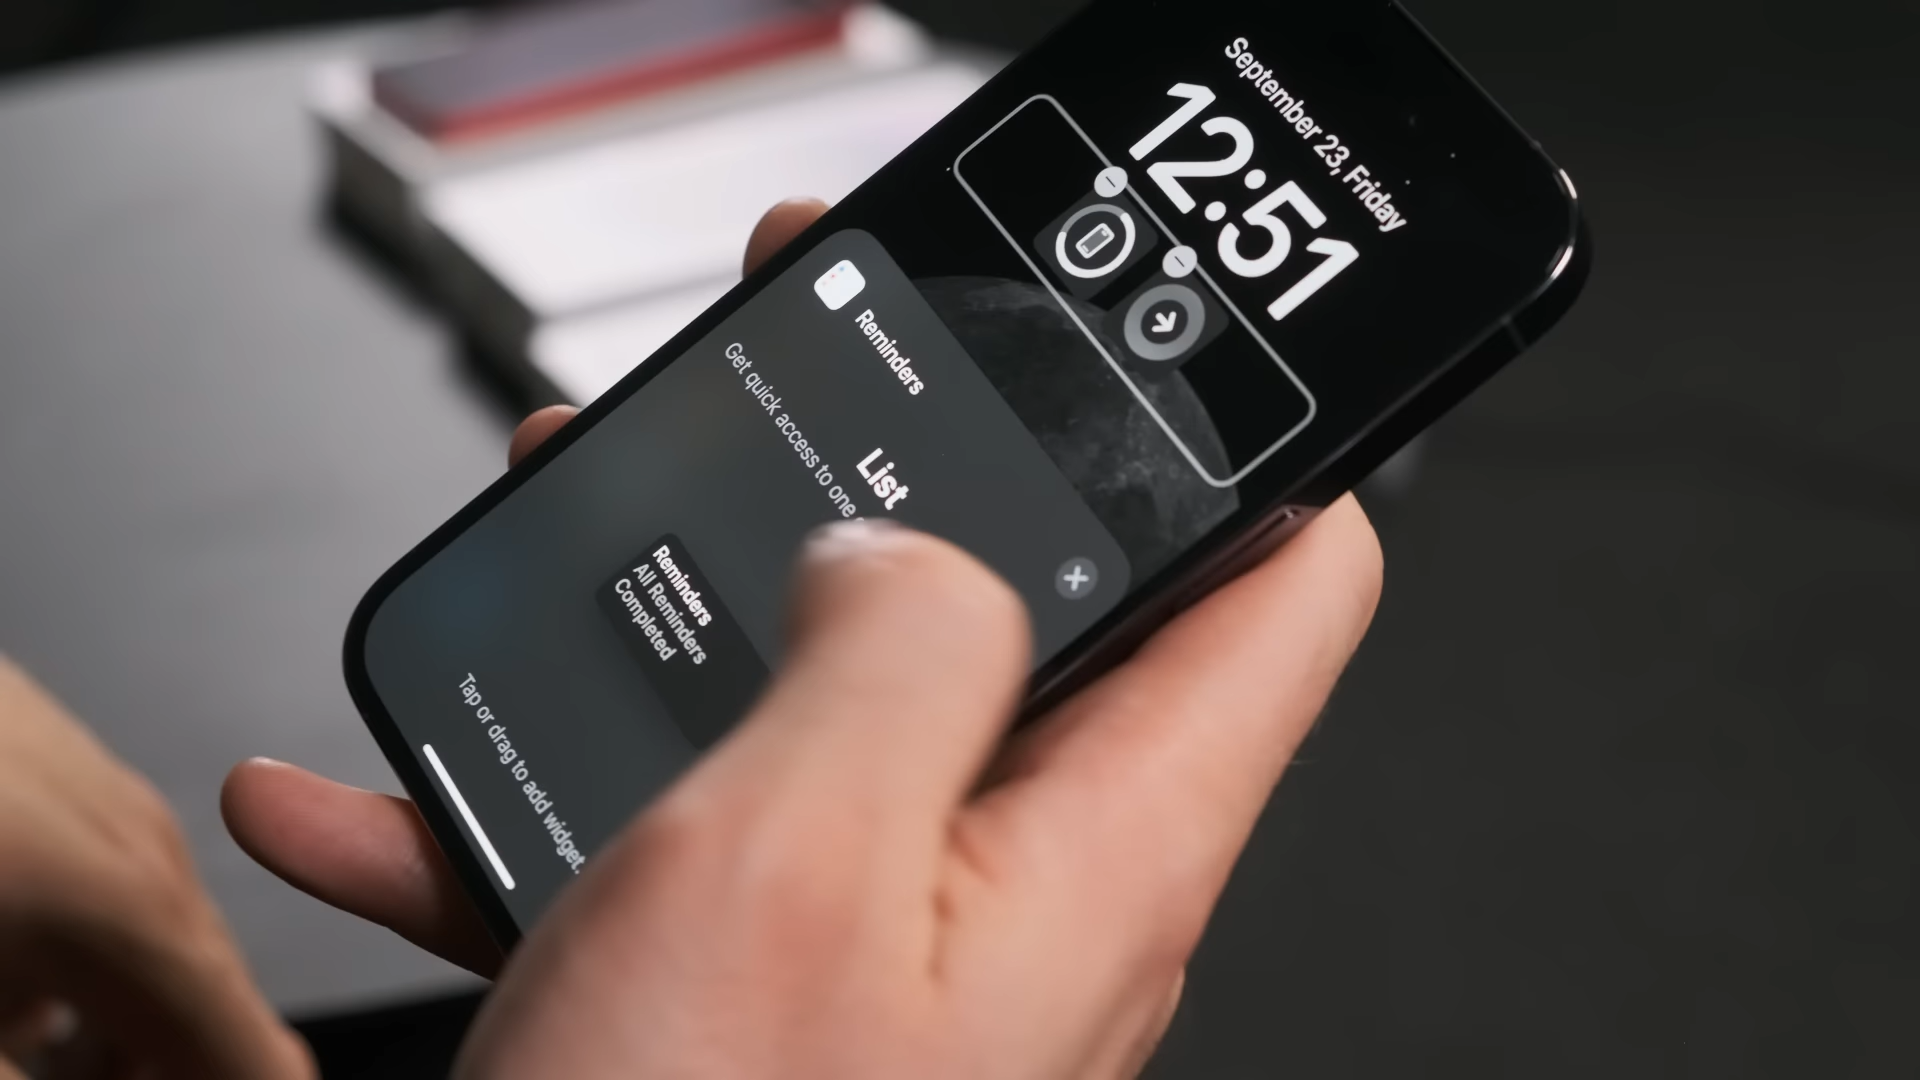 September 23, Friday
12:51
Reminders
List
Get quick access to one
Reminders
All Reminders
Completed
Tap or drag to add widget.